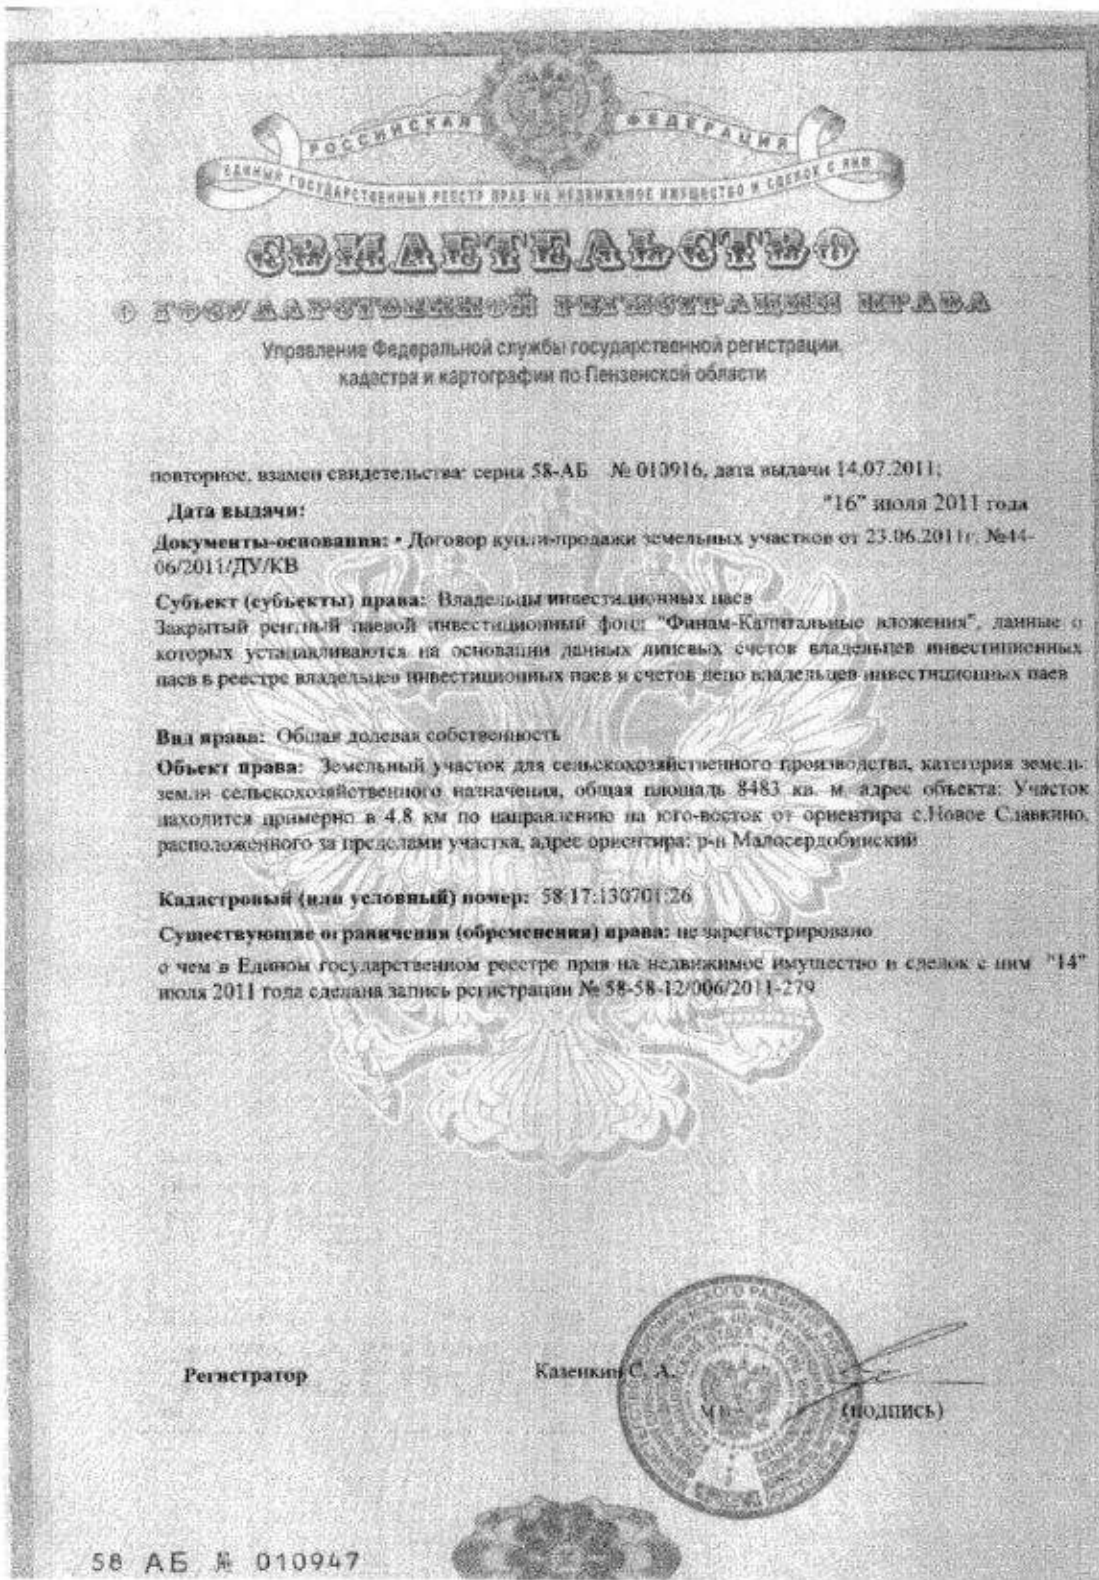 РОССИЙСКАЯ ФЕДЕРАЦИЯ
ЕДИНЫЙ ГОСУДАРСТВЕННЫЙ РЕЕСТР ПРАВ НА НЕДВИЖИМОЕ ИМУЩЕСТВО И СДЕЛОК С НИМ
СВИДЕТЕЛЬСТВО
О ГОСУДАРСТВЕННОЙ РЕГИСТРАЦИИ ПРАВА
Управление Федеральной службы государственной регистрации,
кадастра и картографии по Пензенской области
повторное, взамен свидетельства: серия 58-АБ № 010916, дата выдачи 14.07.2011;
Дата выдачи: "16" июля 2011 года
Документы-основания: • Договор купли-продажи земельных участков от 23.06.2011г. №44-
06/2011/ДУ/КВ
Субъект (субъекты) права: Владельцы инвестиционных паев
Закрытый рентный паевой инвестиционный фонд "Финам-Капитальные вложения", данные о
которых устанавливаются на основании данных лицевых счетов владельцев инвестиционных
паев в реестре владельцев инвестиционных паев и счетов депо владельцев инвестиционных паев
Вид права: Общая долевая собственность
Объект права: Земельный участок для сельскохозяйственного производства, категория земель:
земли сельскохозяйственного назначения, общая площадь 8483 кв. м, адрес объекта: Участок
находится примерно в 4,8 км по направлению на юго-восток от ориентира с.Новое Славкино,
расположенного за пределами участка, адрес ориентира: р-н Малосердобинский
Кадастровый (или условный) номер: 58:17:130701:26
Существующие ограничения (обременения) права: не зарегистрировано
о чем в Едином государственном реестре прав на недвижимое имущество и сделок с ним "14"
июля 2011 года сделана запись регистрации № 58-58-12/006/2011-279
Регистратор Казенкин С. А.
(подпись)
58 АБ № 010947